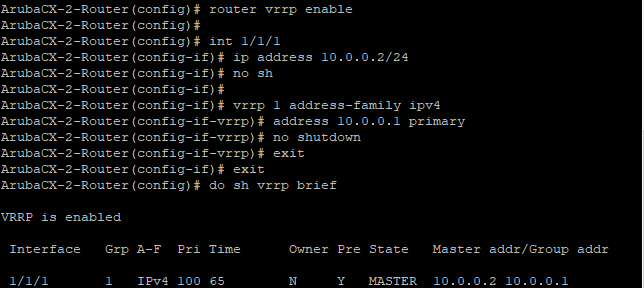 ArubaCX-2-Router(config)# router vrrp enable
ArubaCX-2-Router(config)#
ArubaCX-2-Router(config)# int 1/1/1
ArubaCX-2-Router(config-if)# ip address 10.0.0.2/24
ArubaCX-2-Router(config-if)# no sh
ArubaCX-2-Router(config-if)#
ArubaCX-2-Router(config-if)# vrrp 1 address-family ipv4
ArubaCX-2-Router(config-if-vrrp)# address 10.0.0.1 primary
ArubaCX-2-Router(config-if-vrrp)# no shutdown
ArubaCX-2-Router(config-if-vrrp)# exit
ArubaCX-2-Router(config-if)# exit
ArubaCX-2-Router(config)# do sh vrrp brief
VRRP is enabled
Interface Grp A-F Pri Time Owner Pre State Master addr/Group addr
1/1/1 1 IPv4 100 65 N Y MASTER 10.0.0.2 10.0.0.1